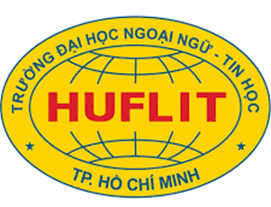 TRƯỜNG ĐẠI HỌC NGOẠI NGỮ - TIN HỌC
HUFLIT
TP. HỒ CHÍ MINH